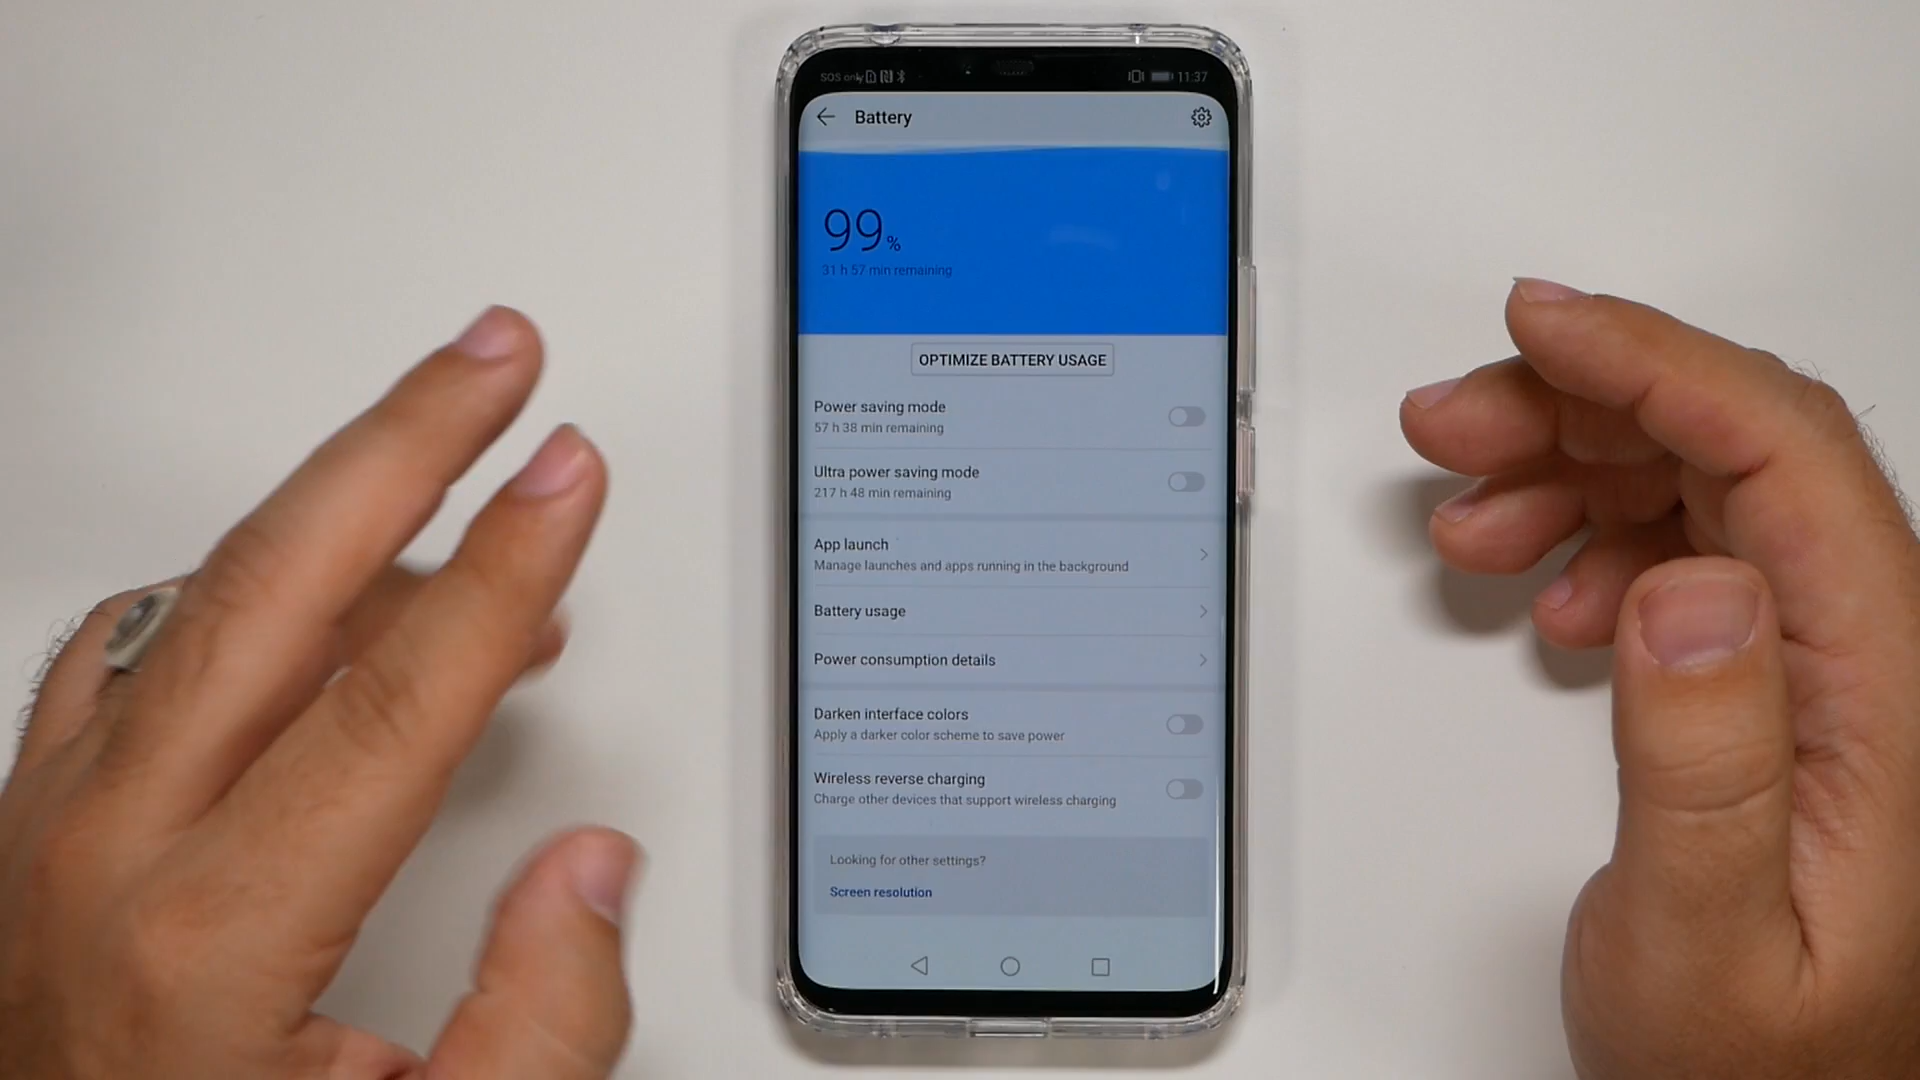 SOS only 11:37
Battery
99%
31 h 57 min remaining
OPTIMIZE BATTERY USAGE
Power saving mode
57 h 38 min remaining
Ultra power saving mode
217 h 48 min remaining
App launch
Manage launches and apps running in the background
Battery usage
Power consumption details
Darken interface colors
Apply a darker color scheme to save power
Wireless reverse charging
Charge other devices that support wireless charging
Looking for other settings?
Screen resolution